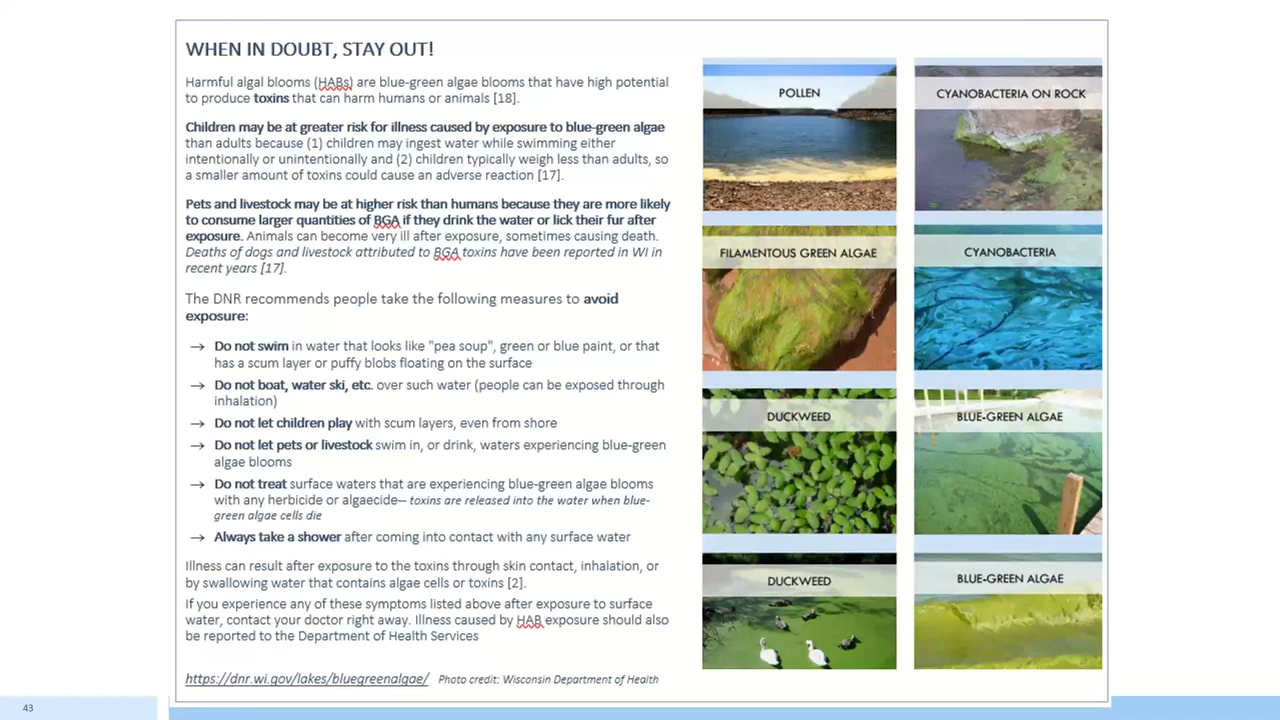 WHEN IN DOUBT, STAY OUT!
Harmful algal blooms (HABs) are blue-green algae blooms that have high potential
to produce toxins that can harm humans or animals [18].
Children may be at greater risk for illness caused by exposure to blue-green algae
than adults because (1) children may ingest water while swimming either
intentionally or unintentionally and (2) children typically weigh less than adults, so
a smaller amount of toxins could cause an adverse reaction [17].
Pets and livestock may be at higher risk than humans because they are more likely
to consume larger quantities of BGA if they drink the water or lick their fur after
exposure. Animals can become very ill after exposure, sometimes causing death.
Deaths of dogs and livestock attributed to BGA toxins have been reported in WI in
recent years [17].
The DNR recommends people take the following measures to avoid
exposure:
→ Do not swim in water that looks like "pea soup", green or blue paint, or that
has a scum layer or puffy blobs floating on the surface
→ Do not boat, water ski, etc. over such water (people can be exposed through
inhalation)
→ Do not let children play with scum layers, even from shore
→ Do not let pets or livestock swim in, or drink, waters experiencing blue-green
algae blooms
→ Do not treat surface waters that are experiencing blue-green algae blooms
with any herbicide or algaecide– toxins are released into the water when blue-
green algae cells die
→ Always take a shower after coming into contact with any surface water
Illness can result after exposure to the toxins through skin contact, inhalation, or
by swallowing water that contains algae cells or toxins [2].
If you experience any of these symptoms listed above after exposure to surface
water, contact your doctor right away. Illness caused by HAB exposure should also
be reported to the Department of Health Services
https://dnr.wi.gov/lakes/bluegreenalgae/ Photo credit: Wisconsin Department of Health
POLLEN
CYANOBACTERIA ON ROCK
FILAMENTOUS GREEN ALGAE
CYANOBACTERIA
DUCKWEED
BLUE-GREEN ALGAE
DUCKWEED
BLUE-GREEN ALGAE
43